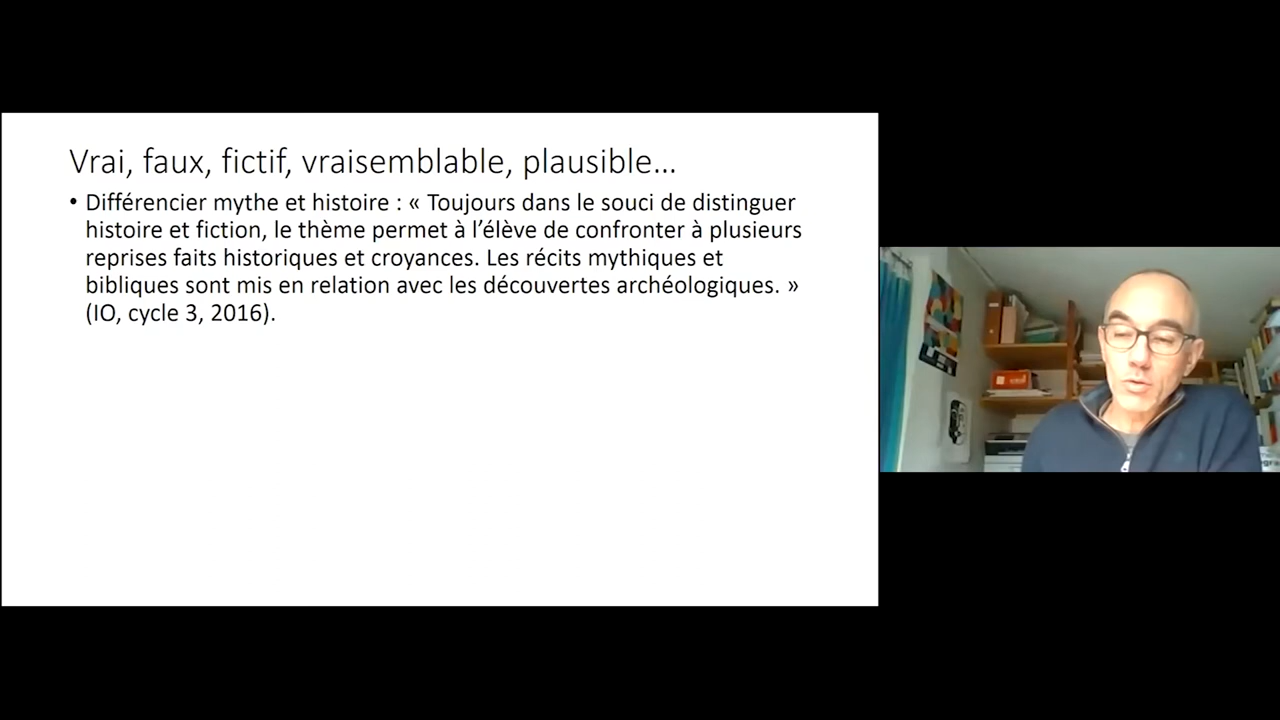 Vrai, faux, fictif, vraisemblable, plausible…
• Différencier mythe et histoire : « Toujours dans le souci de distinguer
histoire et fiction, le thème permet à l’élève de confronter à plusieurs
reprises faits historiques et croyances. Les récits mythiques et
bibliques sont mis en relation avec les découvertes archéologiques. »
(IO, cycle 3, 2016).